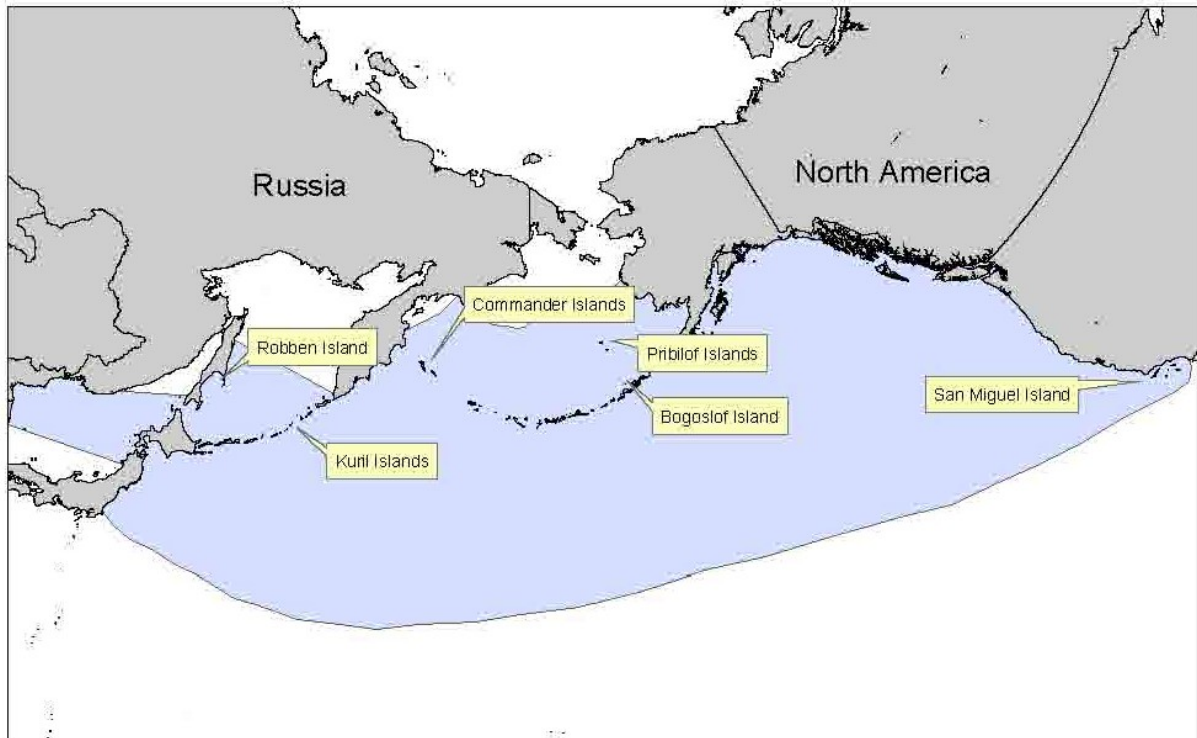 Russia
North America
Commander Islands
Robben Island
Pribilof Islands
San Miguel Island
Bogoslof Island
Kuril Islands